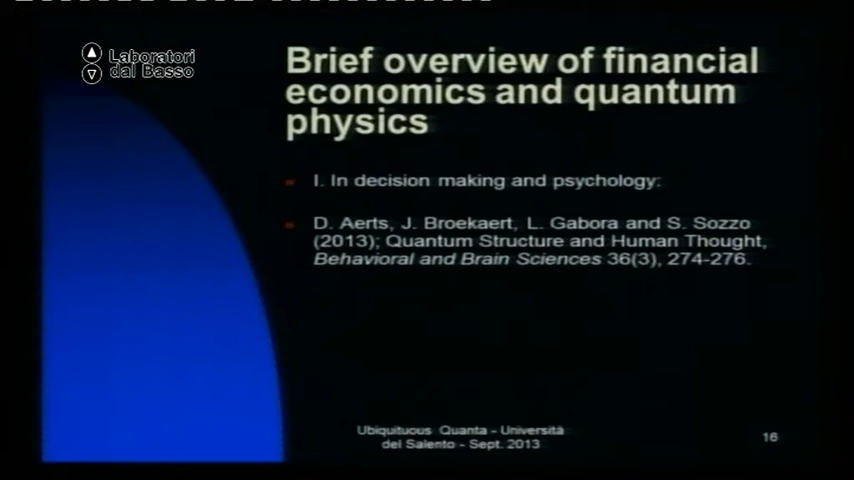 Laboratori
dal Basso
Brief overview of financial
economics and quantum
physics
I. In decision making and psychology:
D. Aerts, J. Broekaert, L. Gabora and S. Sozzo
(2013); Quantum Structure and Human Thought,
Behavioral and Brain Sciences 36(3), 274-276.
Ubiquituous Quanta - Università
del Salento - Sept. 2013
16